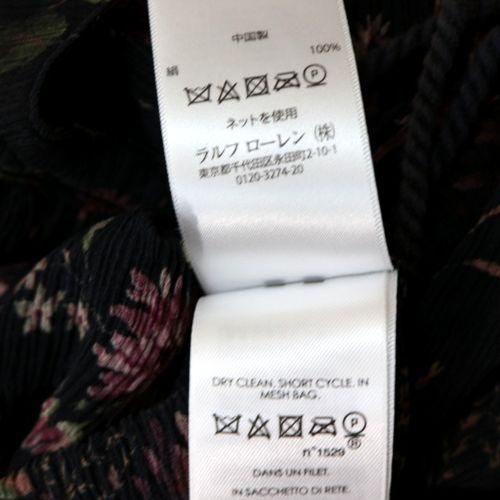 中国製
100%
絹
P
ネットを使用
ラルフ ローレン (株)
東京都千代田区永田町2-10-1
0120-3274-20
DRY CLEAN. SHORT CYCLE. IN
MESH BAG.
P
R
n°1529
DANS UN FILET.
IN SACCHETTO DI RETE.